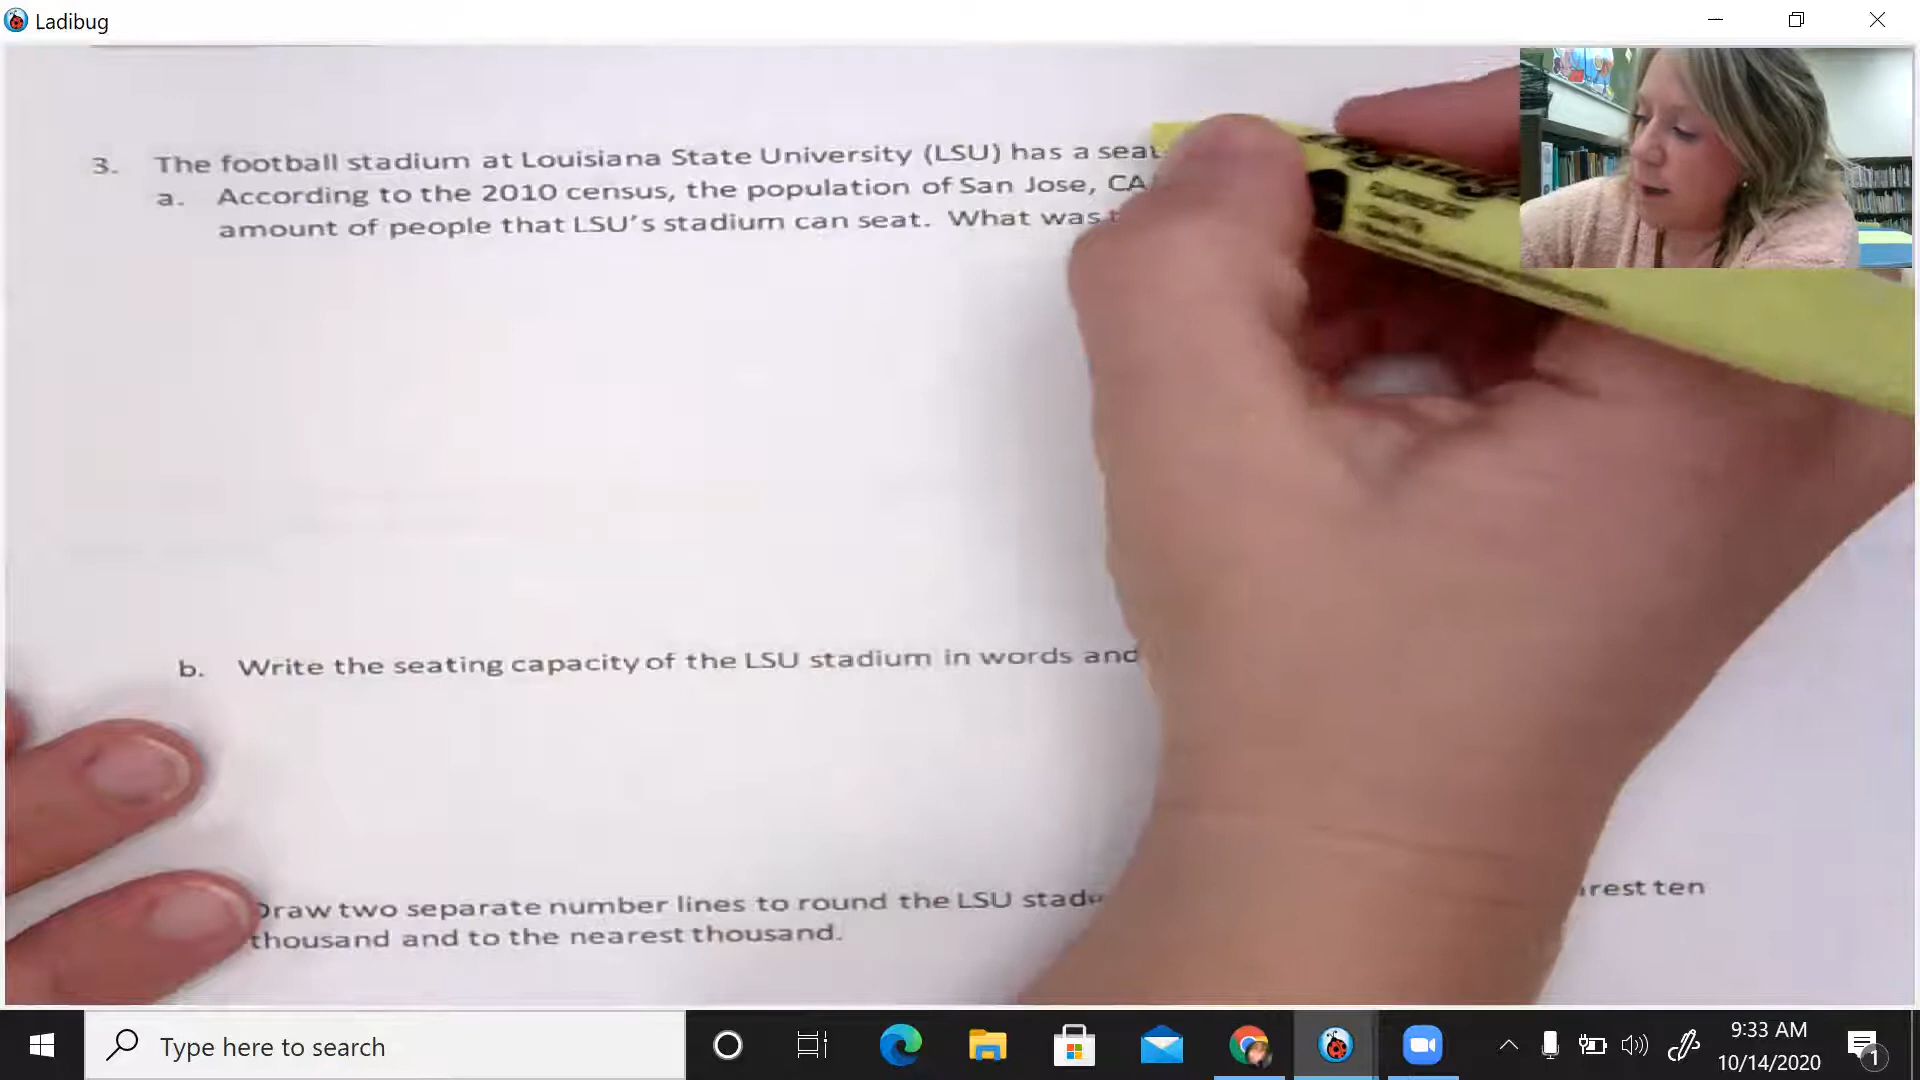 Ladibug
3. The football stadium at Louisiana State University (LSU) has a seat
a. According to the 2010 census, the population of San Jose, CA
amount of people that LSU's stadium can seat. What was
b. Write the seating capacity of the LSU stadium in words and
Draw two separate number lines to round the LSU ten
thousand and to the nearest thousand.
Type here to search
9:33 AM
10/14/2020
1